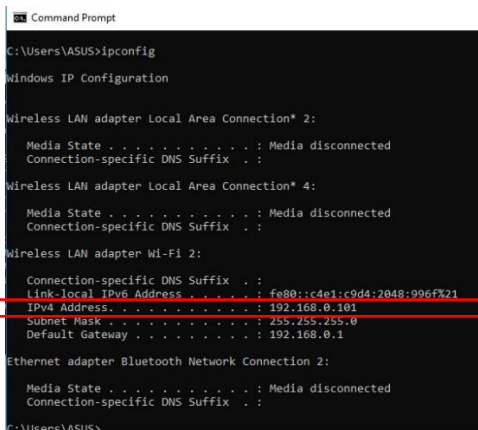 Command Prompt
C:\Users\ASUS>ipconfig
Windows IP Configuration
Wireless LAN adapter Local Area Connection* 2:
Media State . . . . . . . . . . . : Media disconnected
Connection-specific DNS Suffix  . :
Wireless LAN adapter Local Area Connection* 4:
Media State . . . . . . . . . . . : Media disconnected
Connection-specific DNS Suffix  . :
Wireless LAN adapter Wi-Fi 2:
Connection-specific DNS Suffix  . :
Link-local IPv6 Address . . . . . : fe80::c4e1:c9d4:2048:996f%21
IPv4 Address. . . . . . . . . . . : 192.168.0.101
Subnet Mask . . . . . . . . . . . : 255.255.255.0
Default Gateway . . . . . . . . . : 192.168.0.1
Ethernet adapter Bluetooth Network Connection 2:
Media State . . . . . . . . . . . : Media disconnected
Connection-specific DNS Suffix  . :
C:\Users\ASUS>